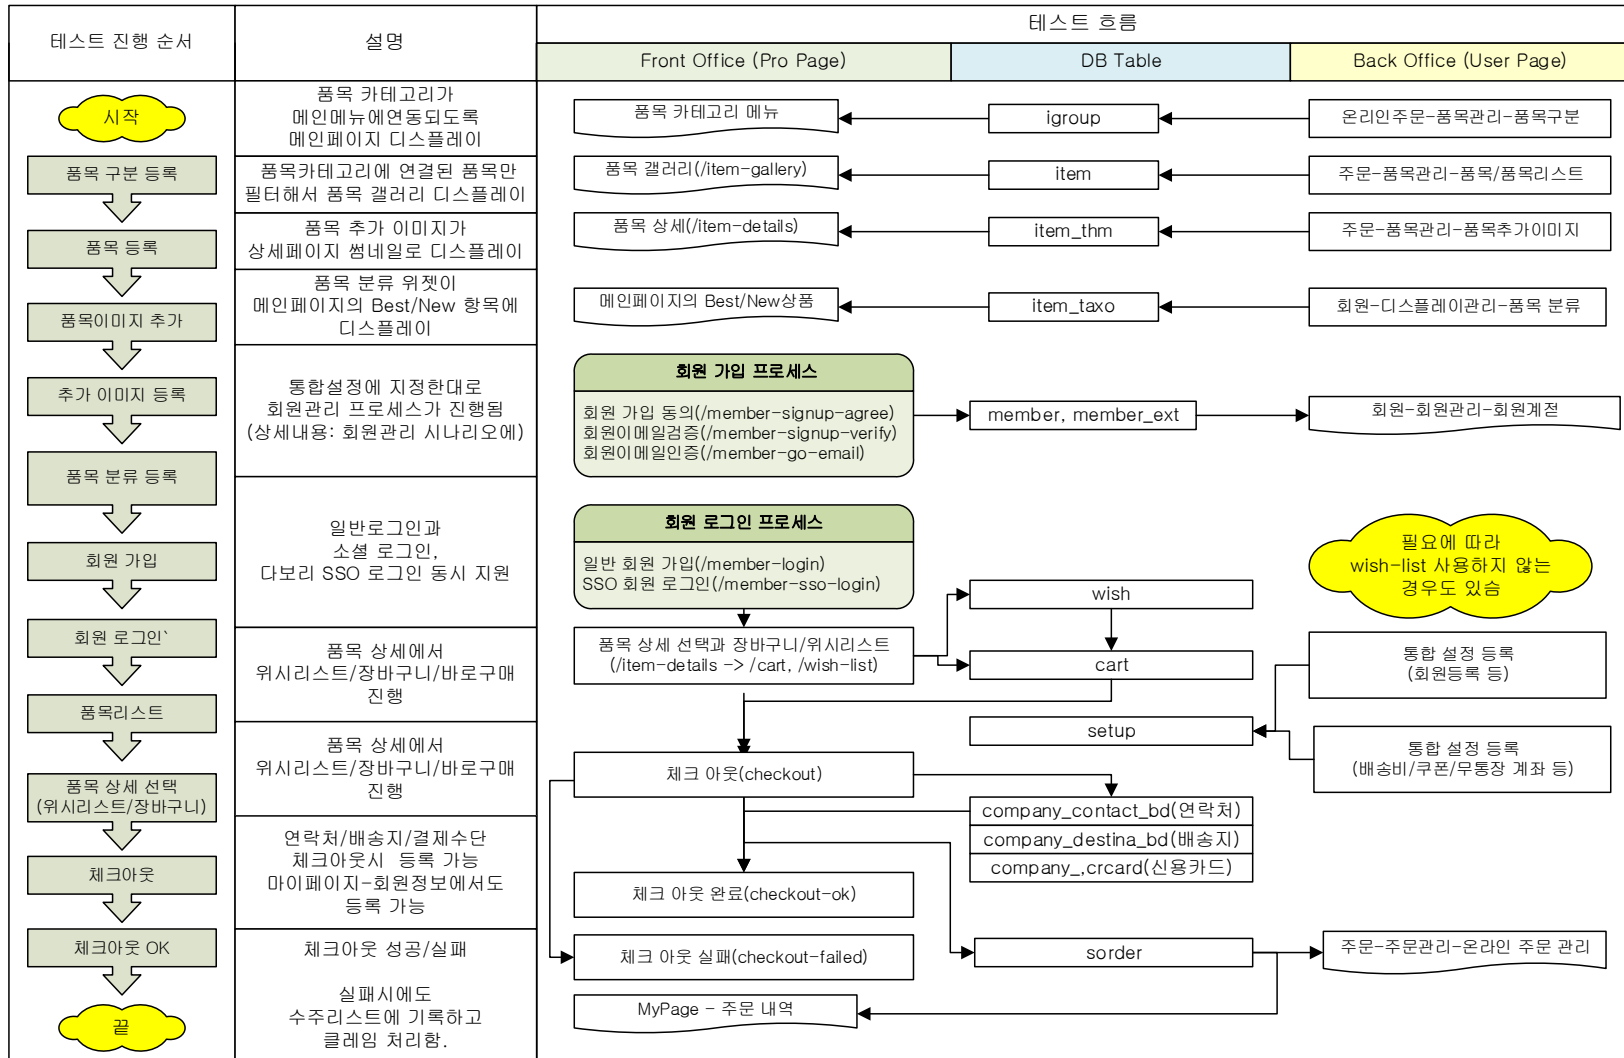 테스트 진행 순서
설명
테스트 흐름
Front Office (Pro Page)
DB Table
Back Office (User Page)
시작
품목 구분 등록
품목 등록
품목이미지 추가
추가 이미지 등록
품목 분류 등록
회원 가입
회원 로그인`
품목리스트
품목 상세 선택
(위시리스트/장바구니)
체크아웃
체크아웃 OK
끝
품목 카테고리가
메인메뉴에연동되도록
메인페이지 디스플레이
품목카테고리에 연결된 품목만
필터해서 품목 갤러리 디스플레이
품목 추가 이미지가
상세페이지 썸네일로 디스플레이
품목 분류 위젯이
메인페이지의 Best/New 항목에
디스플레이
통합설정에 지정한대로
회원관리 프로세스가 진행됨
(상세내용: 회원관리 시나리오에)
일반로그인과
소셜 로그인,
다보리 SSO 로그인 동시 지원
품목 상세에서
위시리스트/장바구니/바로구매
진행
품목 상세에서
위시리스트/장바구니/바로구매
진행
연락처/배송지/결제수단
체크아웃시 등록 가능
마이페이지-회원정보에서도
등록 가능
체크아웃 성공/실패
실패시에도
수주리스트에 기록하고
클레임 처리함.
품목 카테고리 메뉴
igroup
온리인주문-품목관리-품목구분
품목 갤러리(/item-gallery)
item
주문-품목관리-품목/품목리스트
품목 상세(/item-details)
item_thm
주문-품목관리-품목추가이미지
메인페이지의 Best/New상품
item_taxo
회원-디스플레이관리-품목 분류
회원 가입 프로세스
회원 가입 동의(/member-signup-agree)
회원이메일검증(/member-signup-verify)
회원이메일인증(/member-go-email)
member, member_ext
회원-회원관리-회원계젇
회원 로그인 프로세스
일반 회원 가입(/member-login)
SSO 회원 로그인(/member-sso-login)
필요에 따라
wish-list 사용하지 않는
경우도 있슴
wish
품목 상세 선택과 장바구니/위시리스트
(/item-details -> /cart, /wish-list)
cart
통합 설정 등록
(회원등록 등)
setup
통합 설정 등록
(배송비/쿠폰/무통장 계좌 등)
체크 아웃(checkout)
company_contact_bd(연락처)
company_destina_bd(배송지)
company_,crcard(신용카드)
체크 아웃 완료(checkout-ok)
체크 아웃 실패(checkout-failed)
sorder
주문-주문관리-온라인 주문 관리
MyPage - 주문 내역